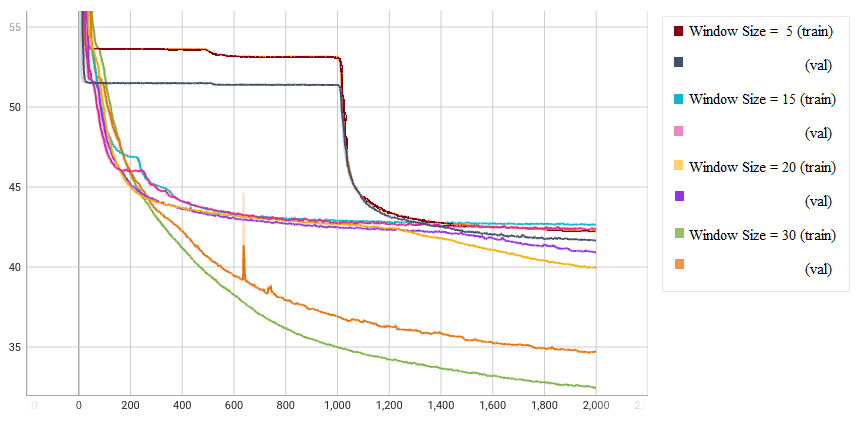 55
50
45
40
35
0
200
400
600
800
1,000
1,200
1,400
1,600
1,800
2,000
Window Size = 5 (train)
(val)
Window Size = 15 (train)
(val)
Window Size = 20 (train)
(val)
Window Size = 30 (train)
(val)